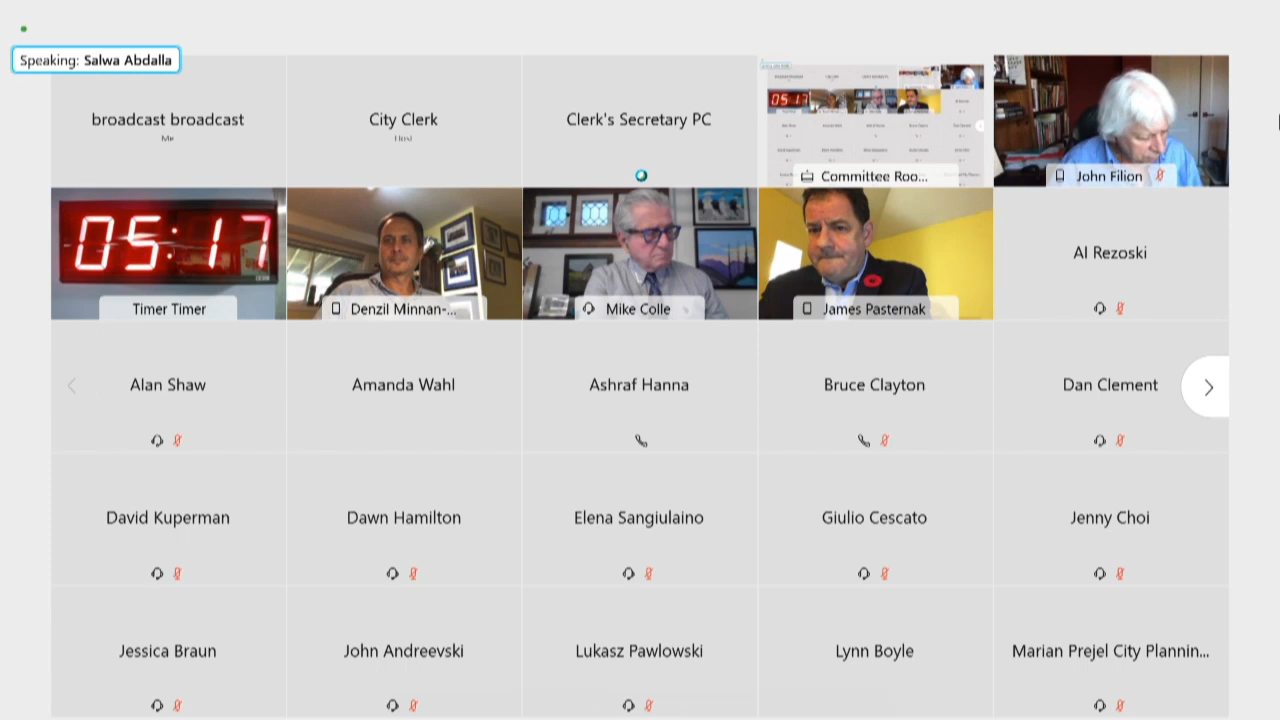 Speaking: Salwa Abdalla
broadcast broadcast
Me
City Clerk
Host
Clerk's Secretary PC
Committee Roo...
John Filion
05:17
Timer Timer
Denzil Minnan-...
Mike Colle
James Pasternak
Al Rezoski
Alan Shaw
Amanda Wahl
Ashraf Hanna
Bruce Clayton
Dan Clement
David Kuperman
Dawn Hamilton
Elena Sangiulaino
Giulio Cescato
Jenny Choi
Jessica Braun
John Andreevski
Lukasz Pawlowski
Lynn Boyle
Marian Prejel City Plannin...